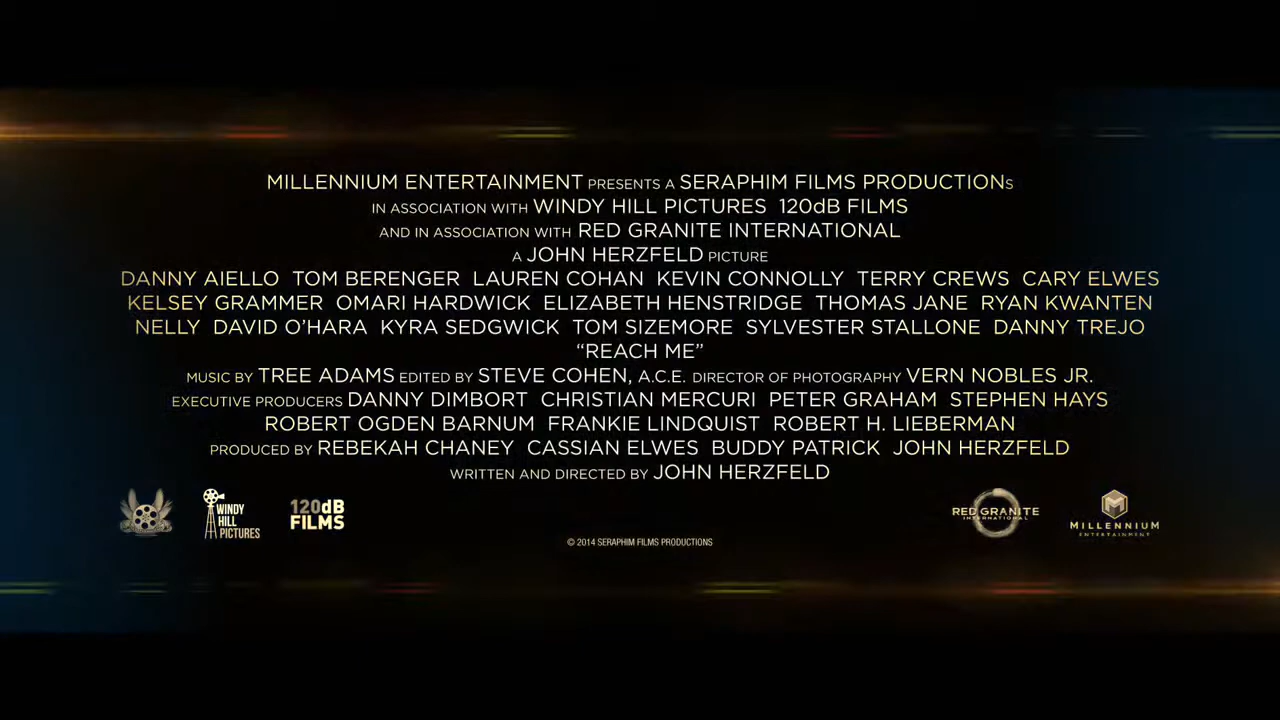 MILLENNIUM ENTERTAINMENT PRESENTS A SERAPHIM FILMS PRODUCTIONS
IN ASSOCIATION WITH WINDY HILL PICTURES 120dB FILMS
AND IN ASSOCIATION WITH RED GRANITE INTERNATIONAL
A JOHN HERZFELD PICTURE
DANNY AIELLO TOM BERENGER LAUREN COHAN KEVIN CONNOLLY TERRY CREWS CARY ELWES
KELSEY GRAMMER OMARI HARDWICK ELIZABETH HENSTRIDGE THOMAS JANE RYAN KWANTEN
NELLY DAVID O'HARA KYRA SEDGWICK TOM SIZEMORE SYLVESTER STALLONE DANNY TREJO
“REACH ME”
MUSIC BY TREE ADAMS EDITED BY STEVE COHEN, A.C.E. DIRECTOR OF PHOTOGRAPHY VERN NOBLES JR.
EXECUTIVE PRODUCERS DANNY DIMBORT CHRISTIAN MERCURI PETER GRAHAM STEPHEN HAYS
ROBERT OGDEN BARNUM FRANKIE LINDQUIST ROBERT H. LIEBERMAN
PRODUCED BY REBEKAH CHANEY CASSIAN ELWES BUDDY PATRICK JOHN HERZFELD
WRITTEN AND DIRECTED BY JOHN HERZFELD
WINDY
HILL
PICTURES
120dB
FILMS
RED GRANITE
INTERNATIONAL
MILLENNIUM
ENTERTAINMENT
© 2014 SERAPHIM FILMS PRODUCTIONS